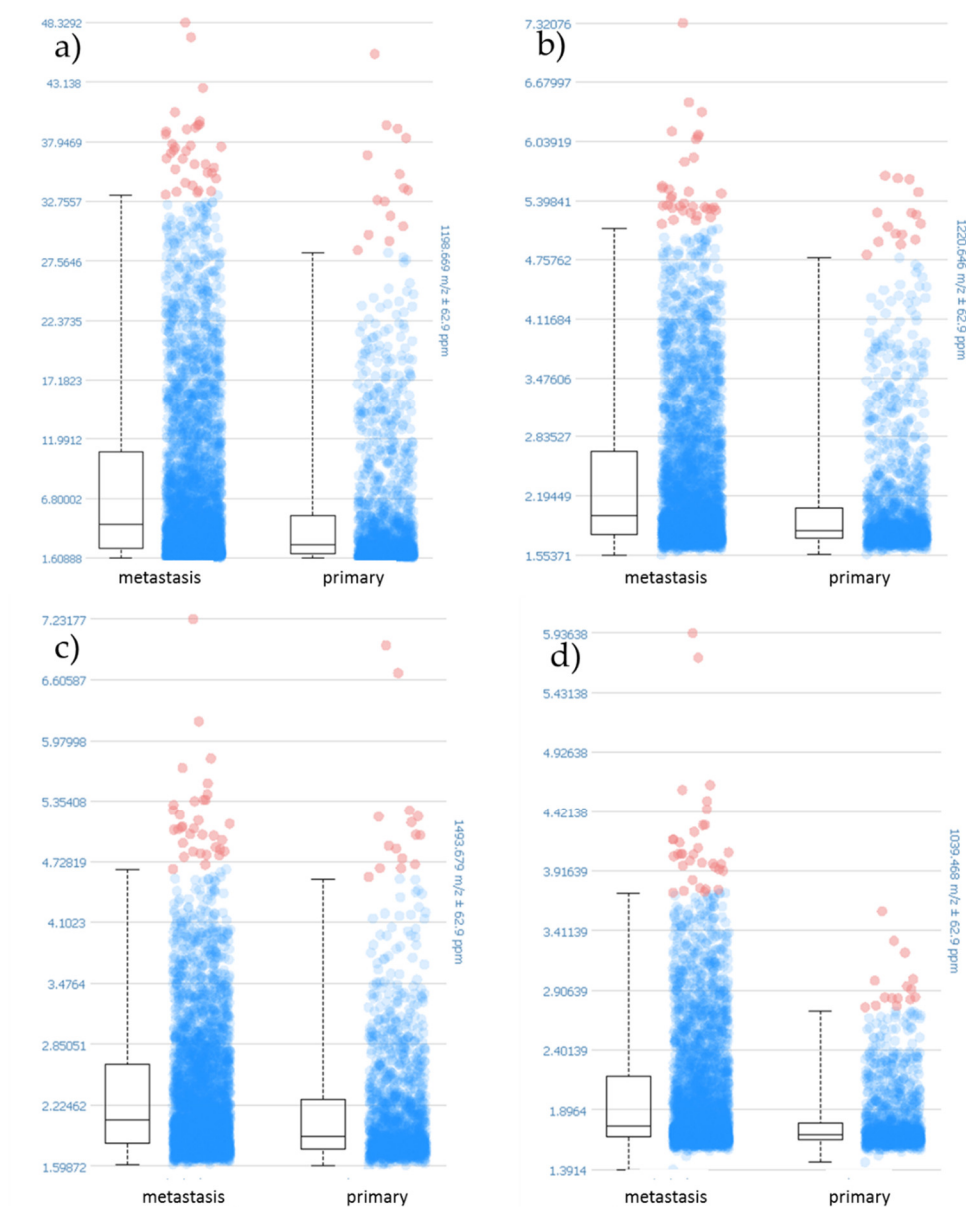 a)
48.3292
43.138
37.9469
32.7557
27.5646
22.3735
17.1823
11.9912
6.80002
1.60888
metastasis
primary
1198.669 m/z ± 62.9 ppm
b)
7.32076
6.67997
6.03919
5.39841
4.75762
4.11684
3.47606
2.83527
2.19449
1.55371
metastasis
primary
1220.646 m/z ± 62.9 ppm
c)
7.23177
6.60587
5.97998
5.35408
4.72819
4.1023
3.4764
2.85051
2.22462
1.59872
metastasis
primary
1493.679 m/z ± 62.9 ppm
d)
5.93638
5.43138
4.92638
4.42138
3.91639
3.41139
2.90639
2.40139
1.8964
1.3914
metastasis
primary
1039.468 m/z ± 62.9 ppm